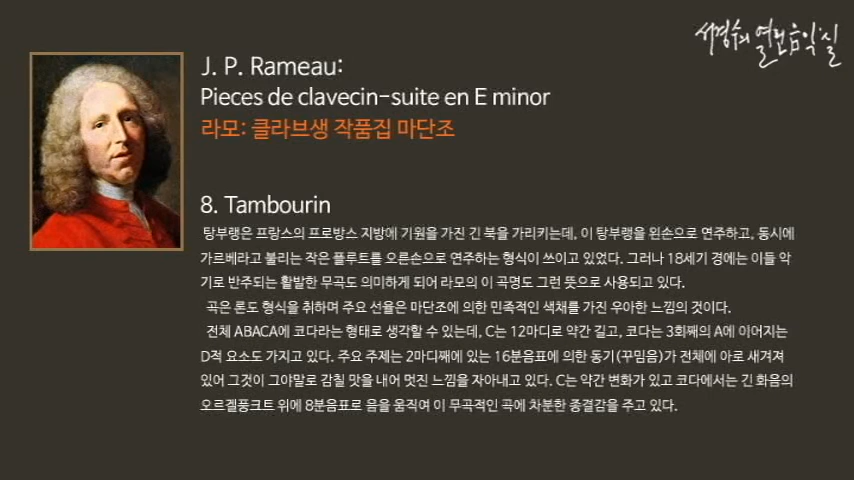 서경수의 열린음악실
J. P. Rameau:
Pieces de clavecin-suite en E minor
라모: 클라브생 작품집 마단조
8. Tambourin
탕부랭은 프랑스의 프로방스 지방에 기원을 가진 긴 북을 가리키는데, 이 탕부랭을 왼손으로 연주하고, 동시에
가르베라고 불리는 작은 플루트를 오른손으로 연주하는 형식이 쓰이고 있었다. 그러나 18세기 경에는 이들 악
기로 반주되는 활발한 무곡도 의미하게 되어 라모의 이 곡명도 그런 뜻으로 사용되고 있다.
곡은 론도 형식을 취하며 주요 선율은 마단조에 의한 민족적인 색채를 가진 우아한 느낌의 것이다.
전체 ABACA에 코다라는 형태로 생각할 수 있는데, C는 12마디로 약간 길고, 코다는 3회째의 A에 이어지는
D적 요소도 가지고 있다. 주요 주제는 2마디째에 있는 16분음표에 의한 동기(꾸밈음)가 전체에 아로 새겨져
있어 그것이 그야말로 감칠 맛을 내어 멋진 느낌을 자아내고 있다. C는 약간 변화가 있고 코다에서는 긴 화음의
오르겔풍크트 위에 8분음표로 음을 움직여 이 무곡적인 곡에 차분한 종결감을 주고 있다.